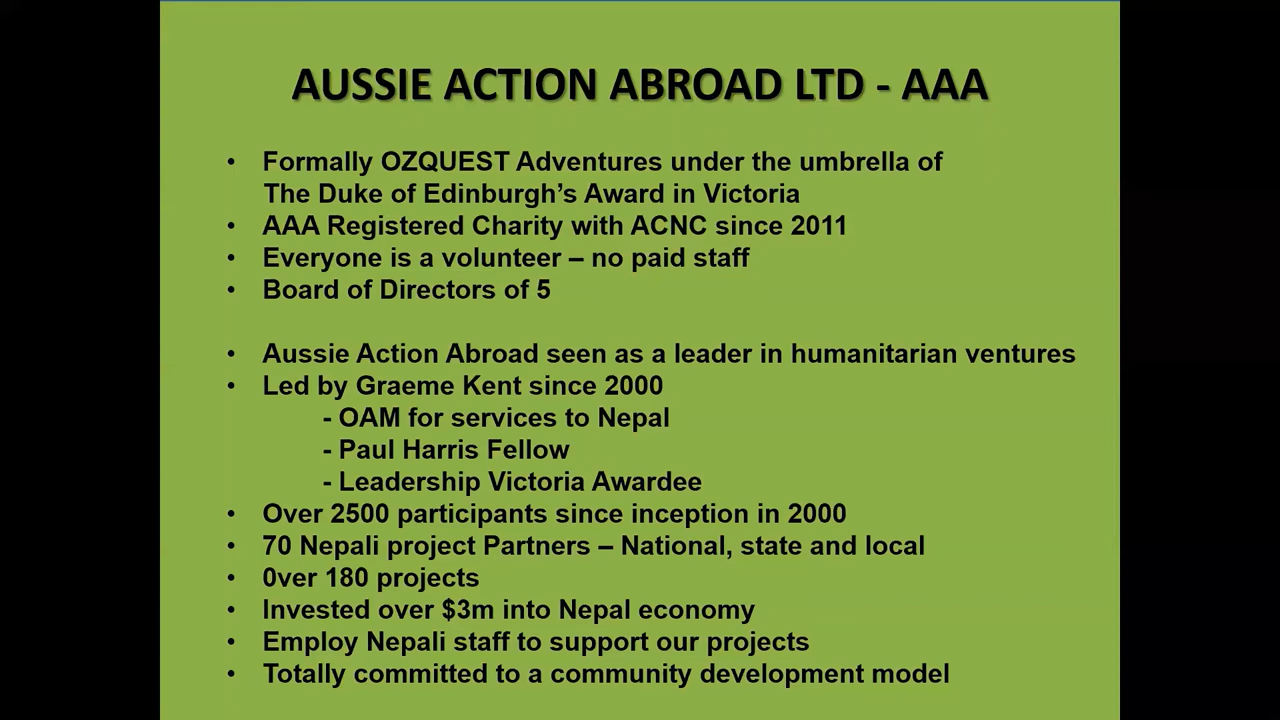 AUSSIE ACTION ABROAD LTD - AAA
• Formally OZQUEST Adventures under the umbrella of
The Duke of Edinburgh’s Award in Victoria
• AAA Registered Charity with ACNC since 2011
• Everyone is a volunteer – no paid staff
• Board of Directors of 5
• Aussie Action Abroad seen as a leader in humanitarian ventures
• Led by Graeme Kent since 2000
- OAM for services to Nepal
- Paul Harris Fellow
- Leadership Victoria Awardee
• Over 2500 participants since inception in 2000
• 70 Nepali project Partners – National, state and local
• 0ver 180 projects
• Invested over $3m into Nepal economy
• Employ Nepali staff to support our projects
• Totally committed to a community development model